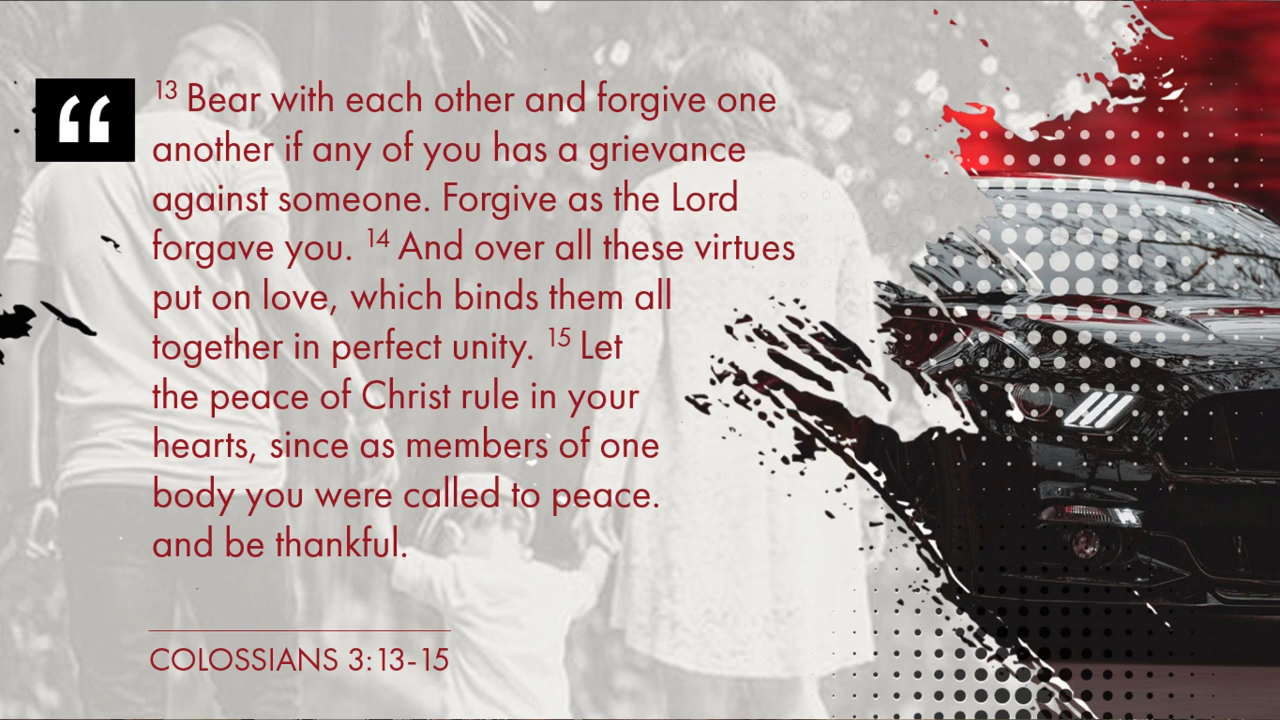 “
13 Bear with each other and forgive one
another if any of you has a grievance
against someone. Forgive as the Lord
forgave you. 14 And over all these virtues
put on love, which binds them all
together in perfect unity. 15 Let
the peace of Christ rule in your
hearts, since as members of one
body you were called to peace.
and be thankful.
COLOSSIANS 3:13-15